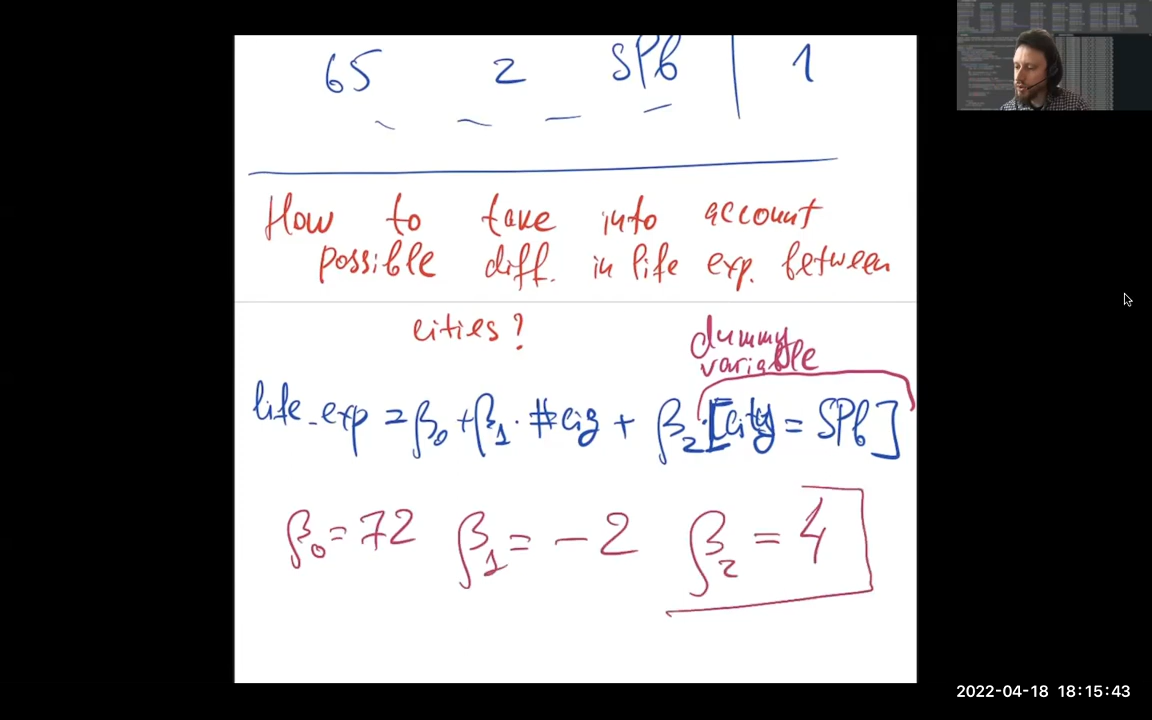 65 2 SPb | 1
How to take into account
possible diff. in life exp. between
cities?
dummy
variable
life_exp = β₀ + β₁ · #cig + β₂ · [city = SPb]
β₀ = 72 β₁ = -2 β₂ = 4
2022-04-18 18:15:43